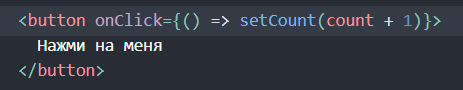 <button onClick={() => setCount(count + 1)}>
  Нажми на меня
</button>